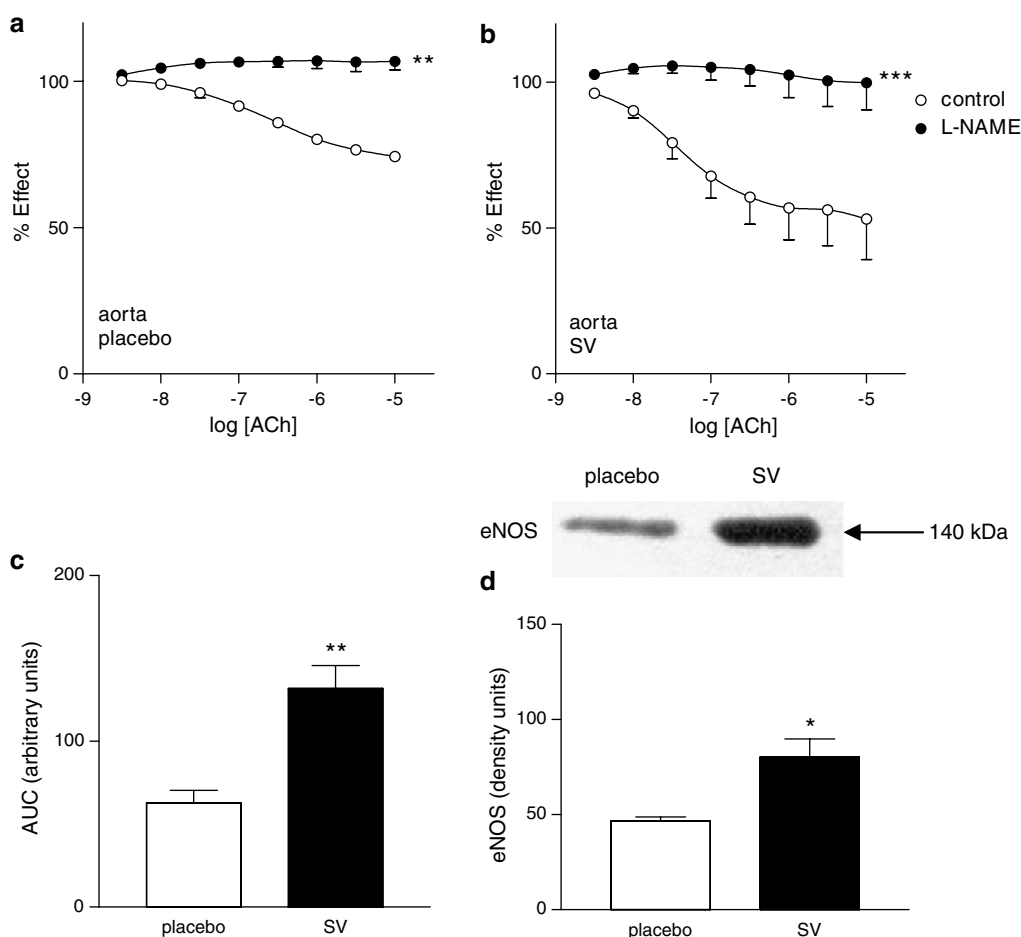 a
100
50
0
% Effect
**
aorta
placebo
-9 -8 -7 -6 -5
log [ACh]
b
100
50
0
% Effect
***
aorta
SV
-9 -8 -7 -6 -5
log [ACh]
control
L-NAME
c
200
100
0
AUC (arbitrary units)
**
placebo SV
placebo SV
eNOS
140 kDa
d
150
100
50
0
eNOS (density units)
*
placebo SV